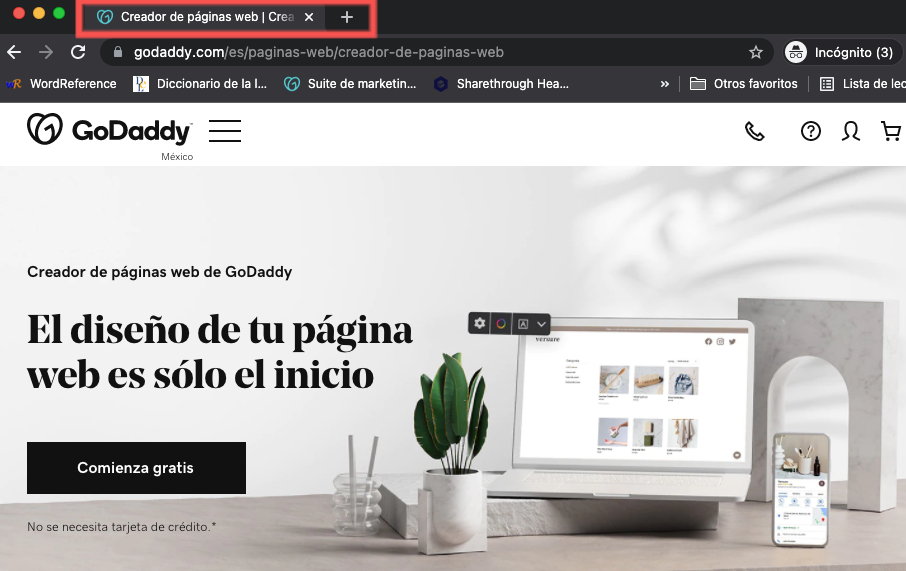 Creador de páginas web | Crea
godaddy.com/es/paginas-web/creador-de-paginas-web
Incógnito (3)
WordReference
Diccionario de la l...
Suite de marketin...
Sharethrough Hea...
»
Otros favoritos
Lista de lec
GoDaddy
México
Creador de páginas web de GoDaddy
El diseño de tu página
web es sólo el inicio
Comienza gratis
No se necesita tarjeta de crédito.*